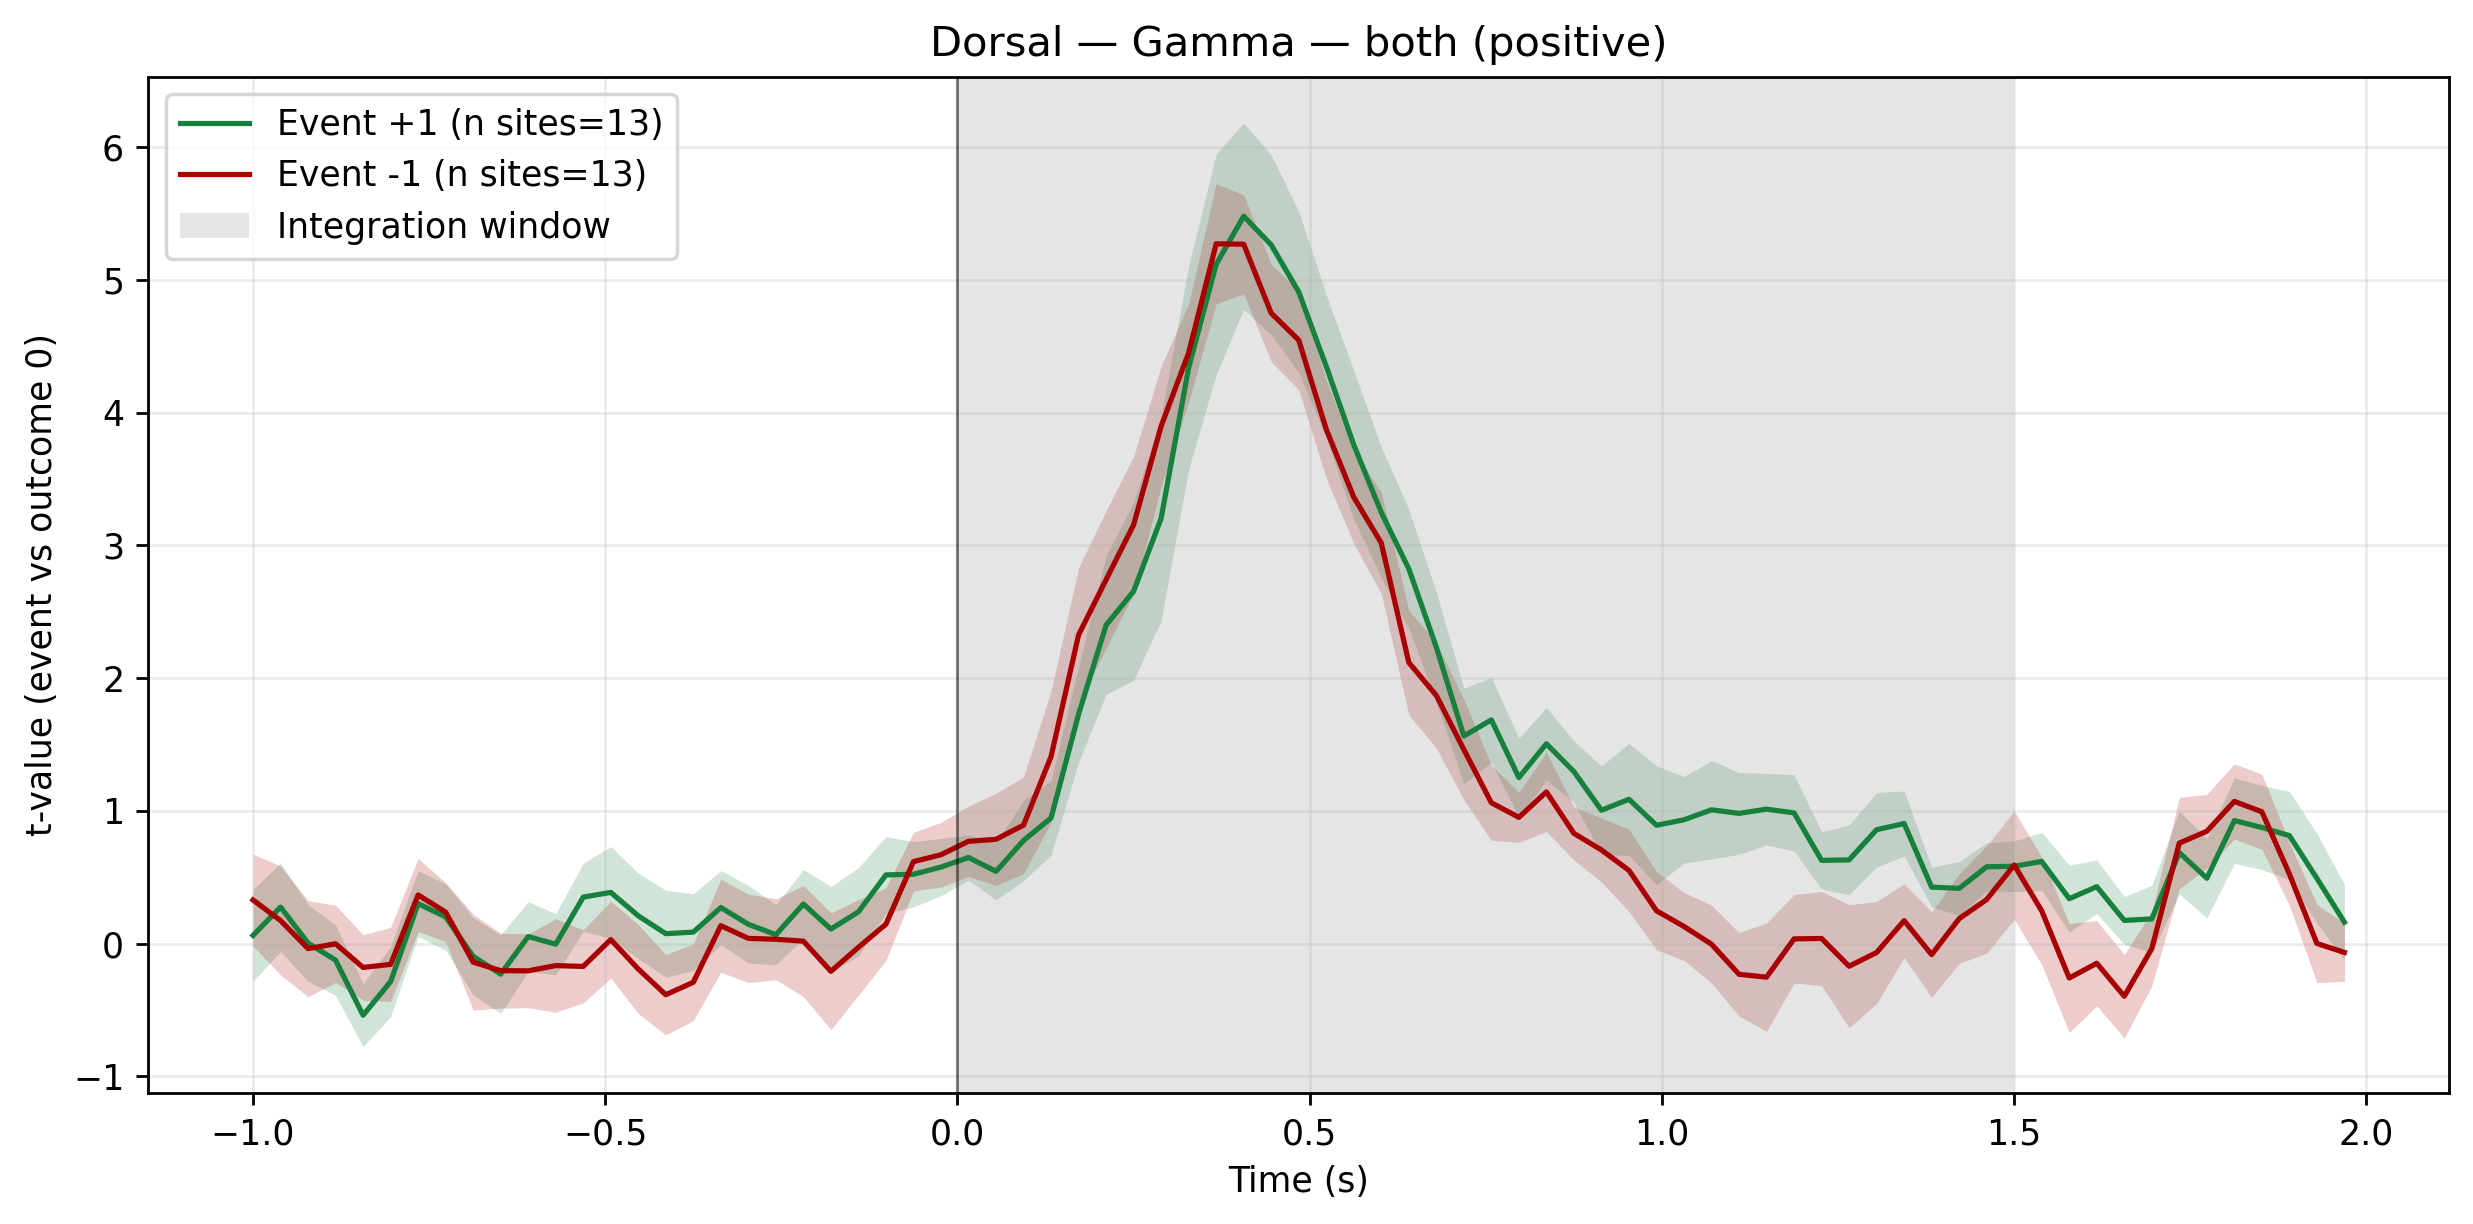 Dorsal — Gamma — both (positive)
Event +1 (n sites=13)
Event -1 (n sites=13)
Integration window
t-value (event vs outcome 0)
6
5
4
3
2
1
0
−1
−1.0
−0.5
0.0
0.5
1.0
1.5
2.0
Time (s)